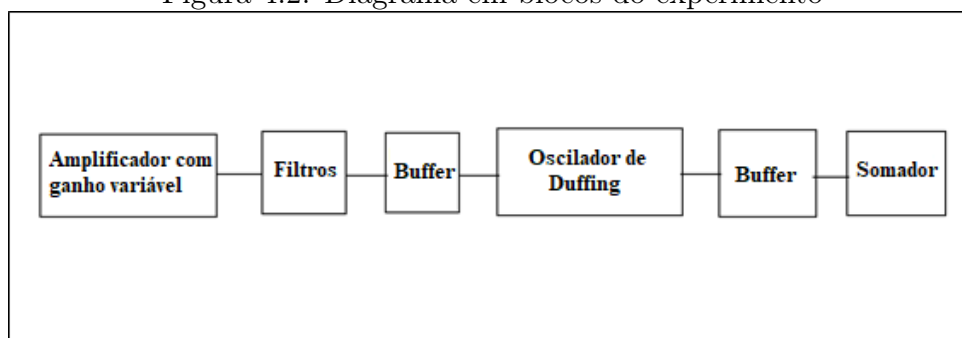 Figura 4.2: Diagrama em blocos do experimento
Amplificador com
ganho variável
Filtros
Buffer
Oscilador de
Duffing
Buffer
Somador